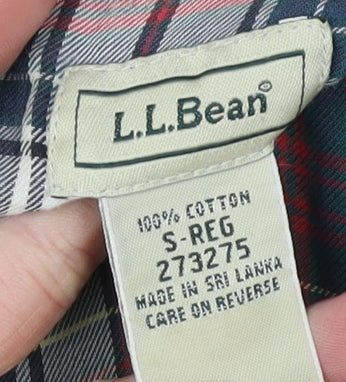 L.L.Bean®
100% COTTON
S-REG
273275
MADE IN SRI LANKA
CARE ON REVERSE